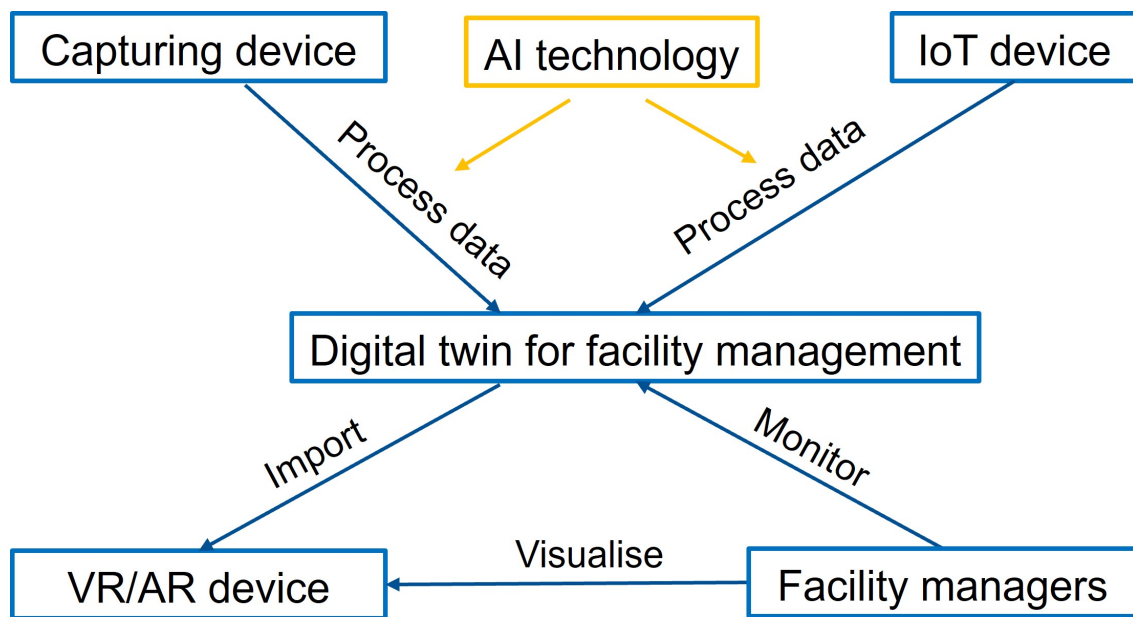 Capturing device
AI technology
IoT device
Process data
Process data
Digital twin for facility management
Import
Monitor
Visualise
VR/AR device
Facility managers